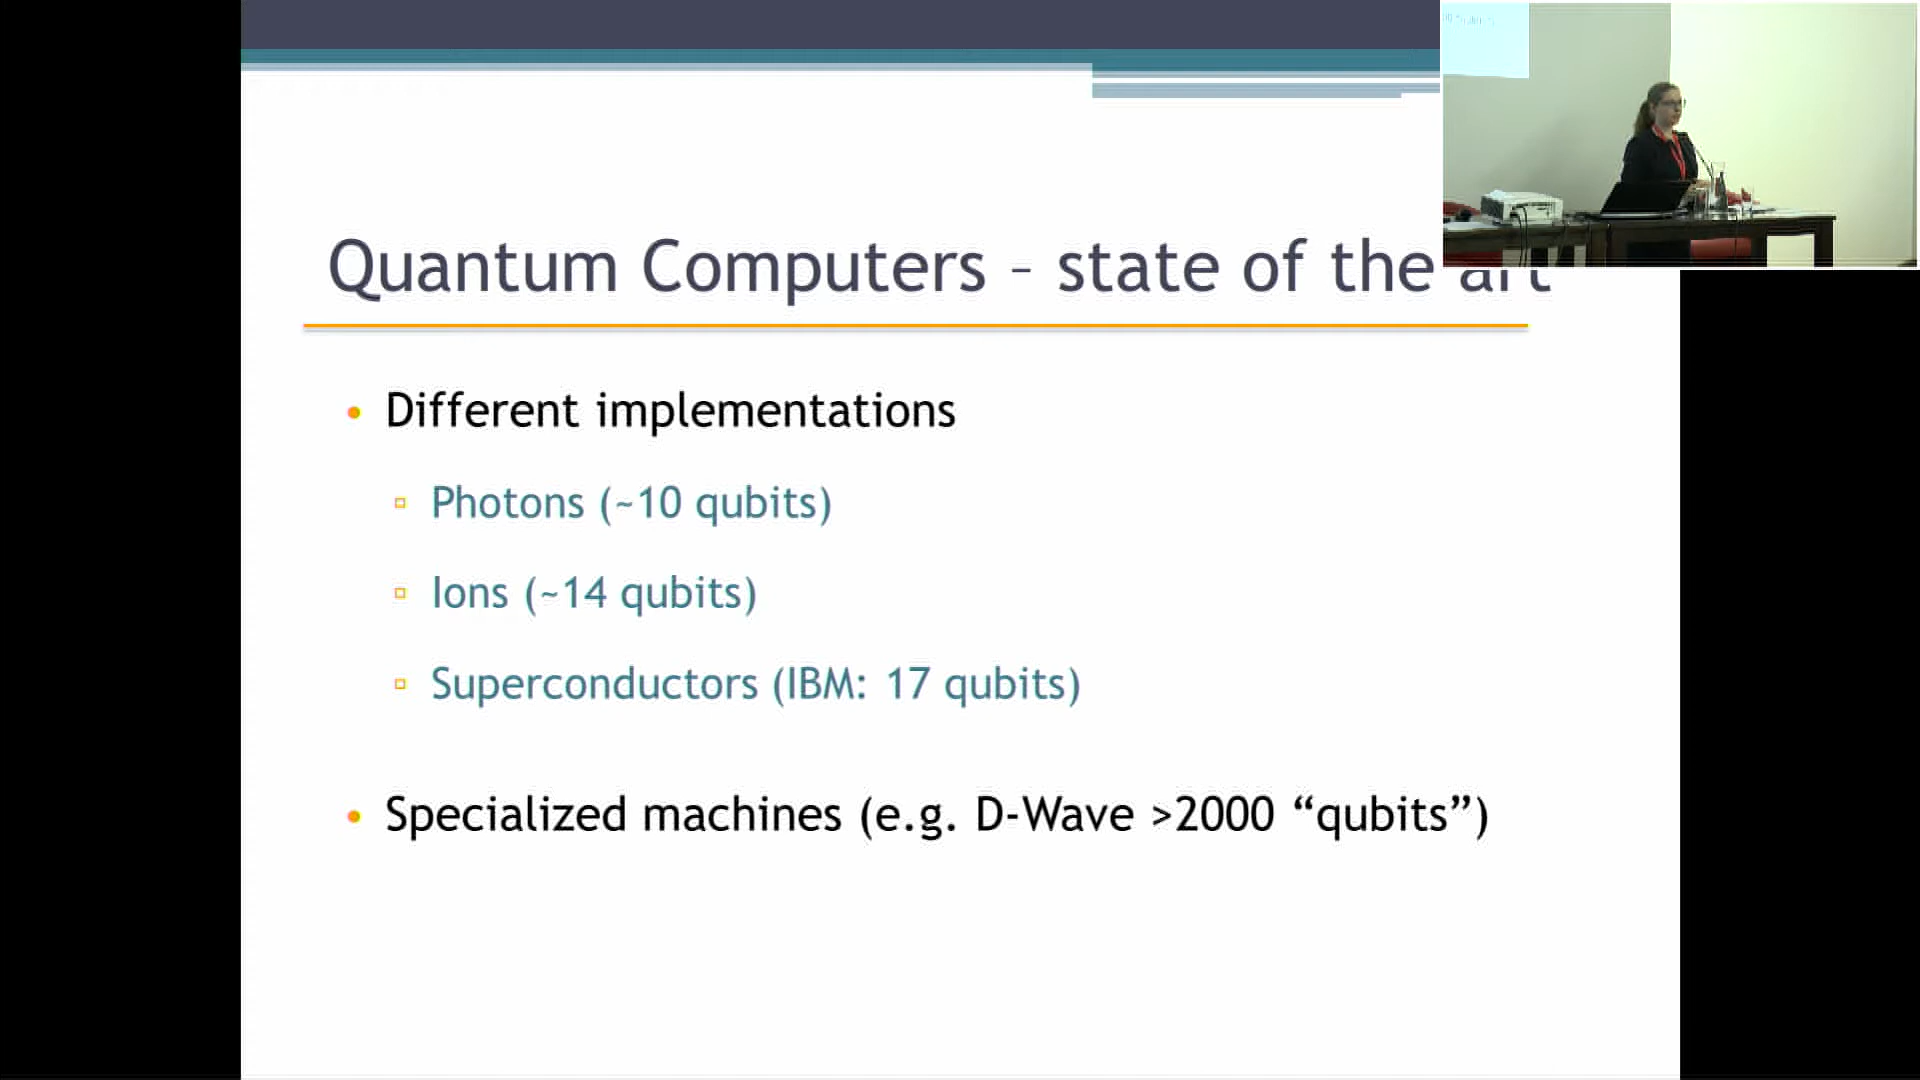 Quantum Computers – state of the art
• Different implementations
▫ Photons (~10 qubits)
▫ Ions (~14 qubits)
▫ Superconductors (IBM: 17 qubits)
• Specialized machines (e.g. D-Wave >2000 “qubits”)